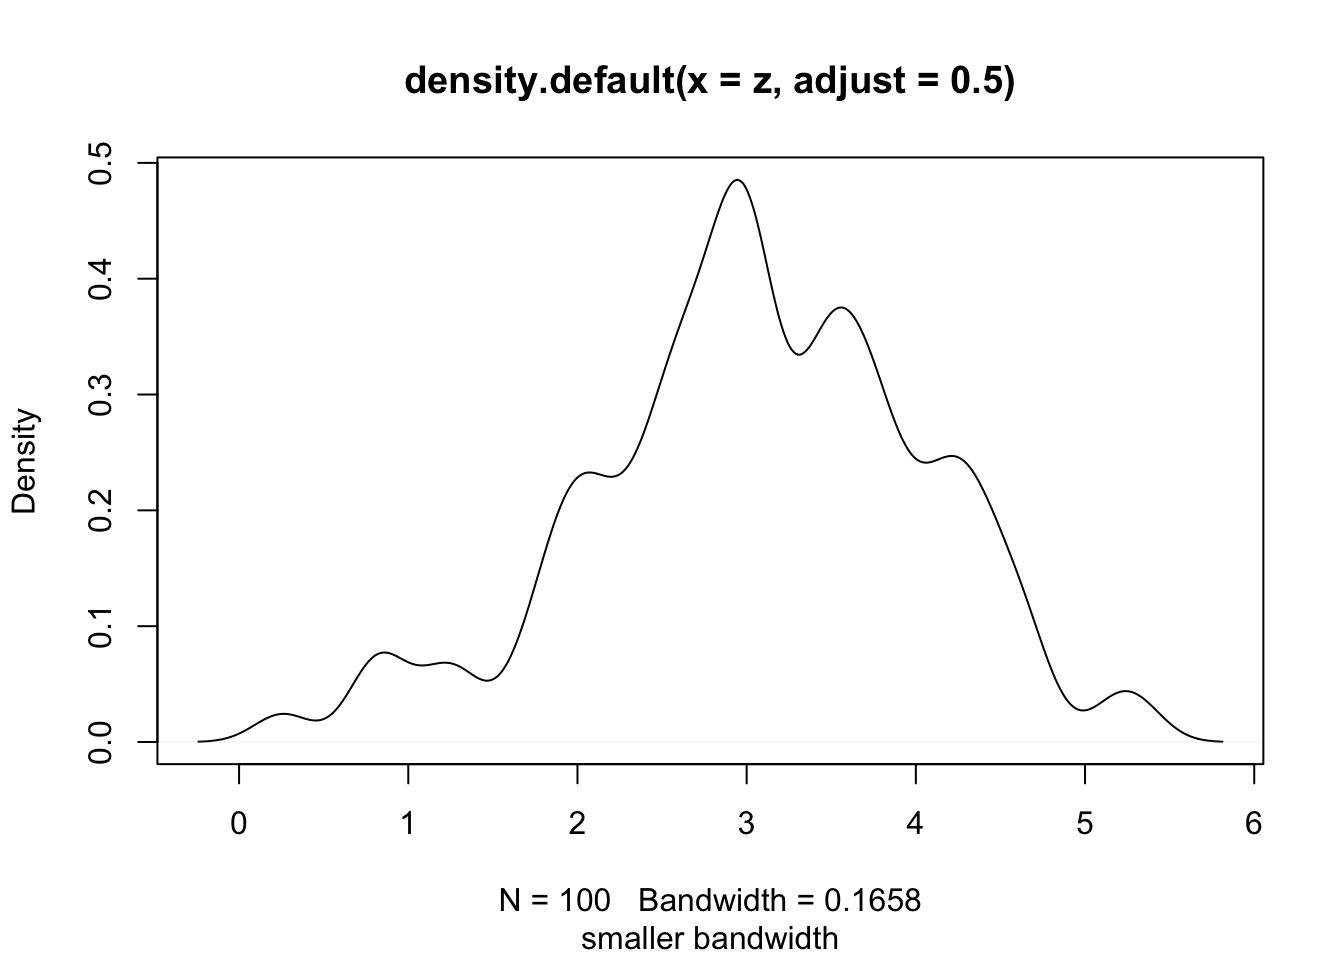 density.default(x = z, adjust = 0.5)
Density
0.5
0.4
0.3
0.2
0.1
0.0
0 1 2 3 4 5 6
N = 100 Bandwidth = 0.1658
smaller bandwidth